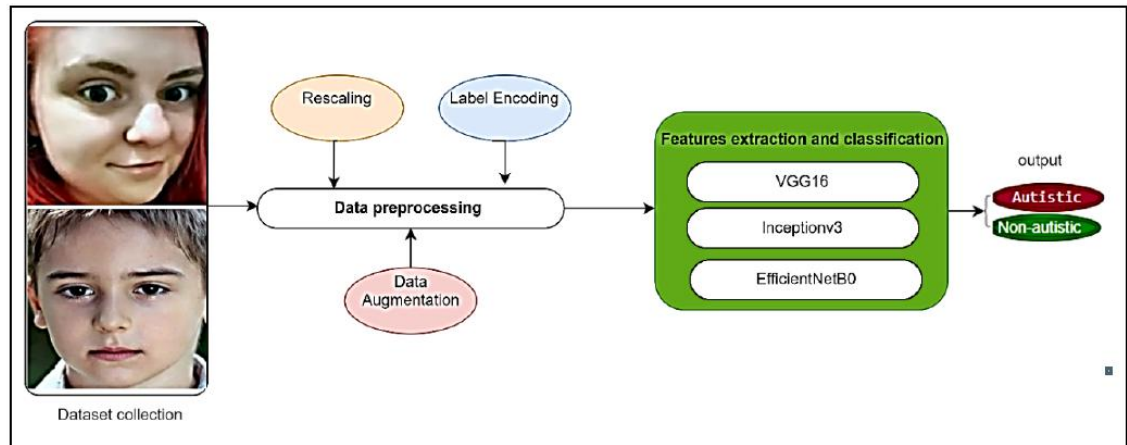 Rescaling
Label Encoding
Features extraction and classification
VGG16
output
Autistic
Data preprocessing
Inceptionv3
Non-autistic
Data
Augmentation
EfficientNetB0
Dataset collection